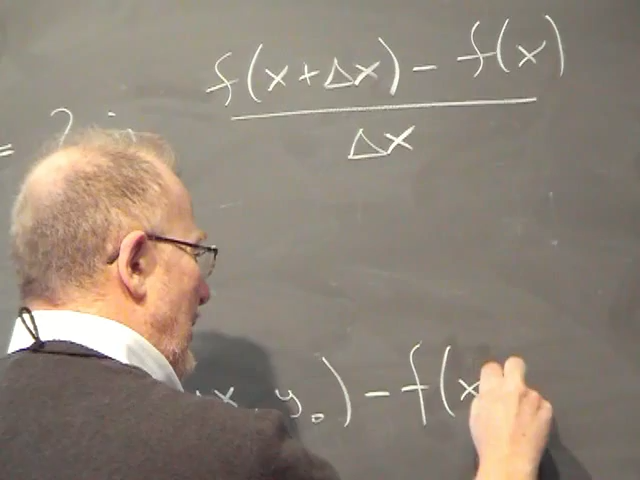 f(x+Δx) - f(x)
=
Δx
x y₀) - f(x